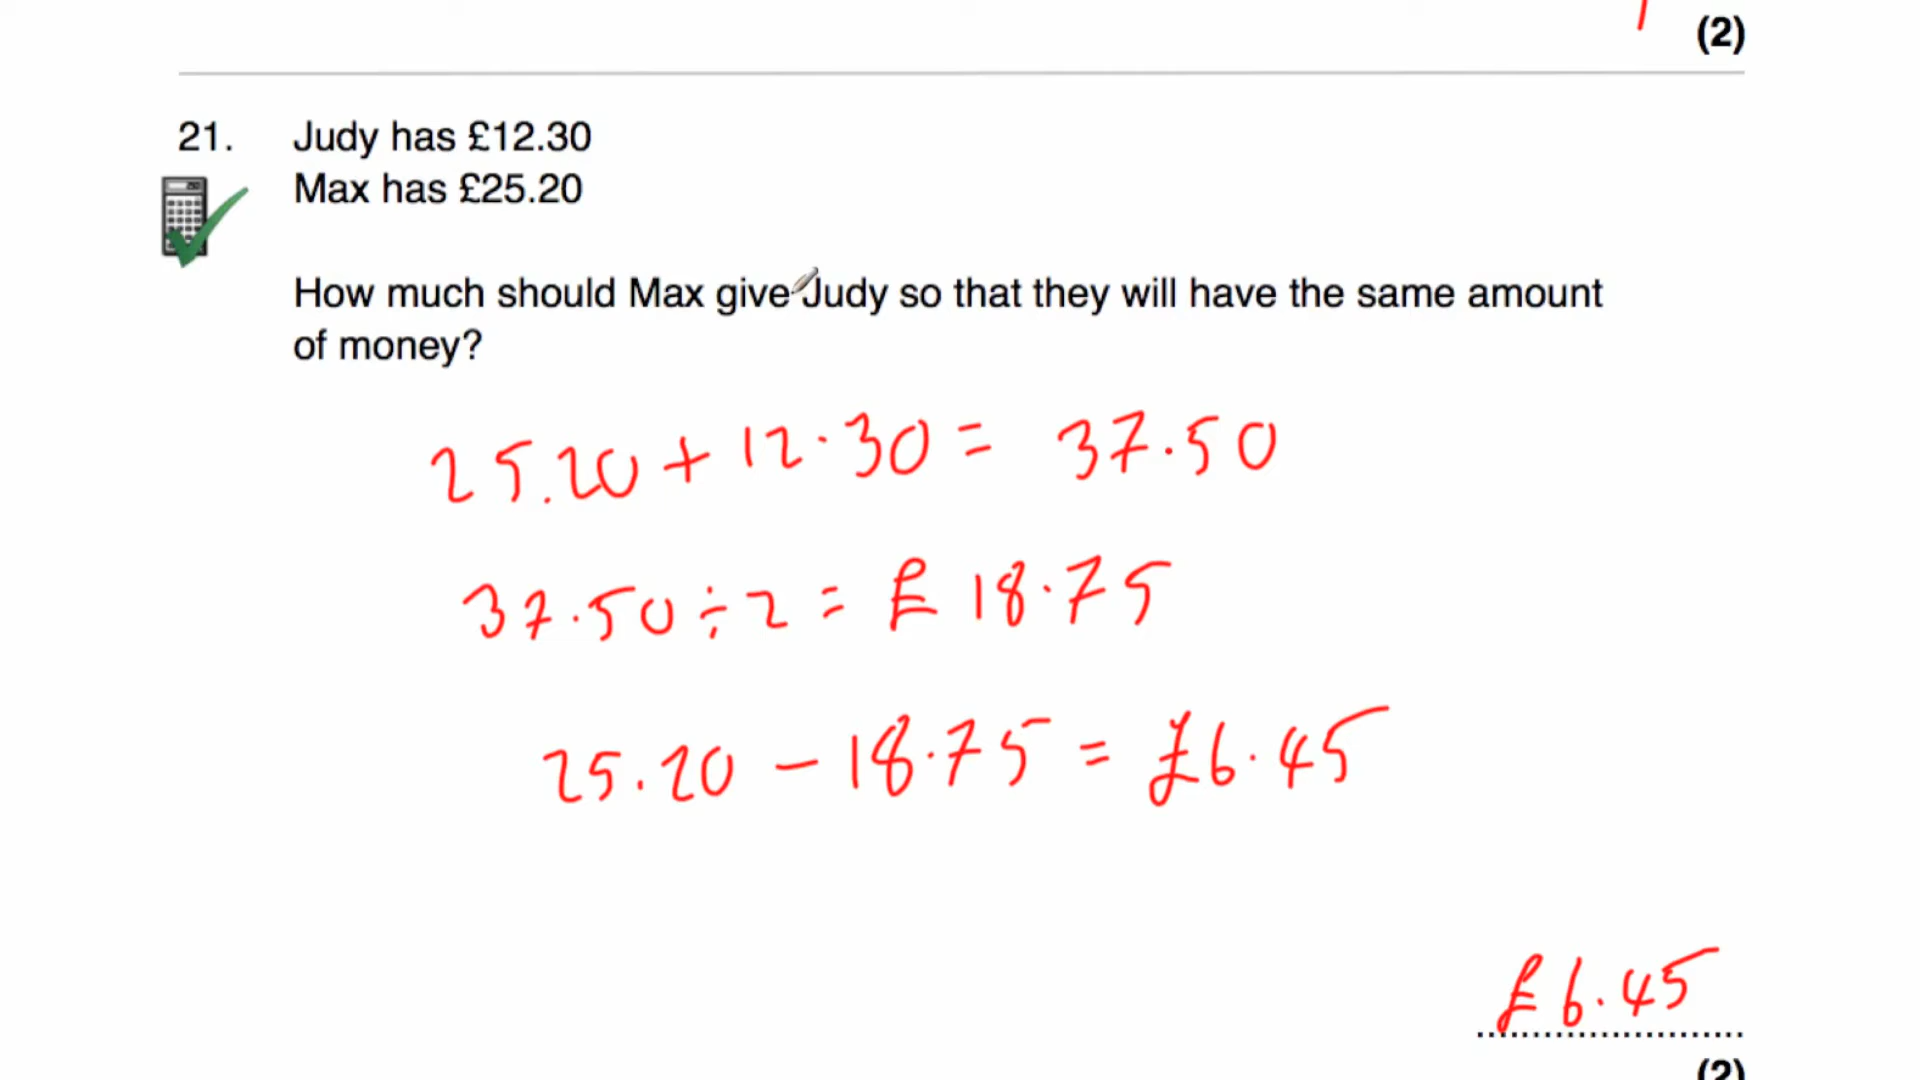 (2)
21. Judy has £12.30
Max has £25.20
How much should Max give Judy so that they will have the same amount
of money?
25.20 + 12.30 = 37.50
37.50 ÷ 2 = £18.75
25.20 - 18.75 = £6.45
£6.45
(2)